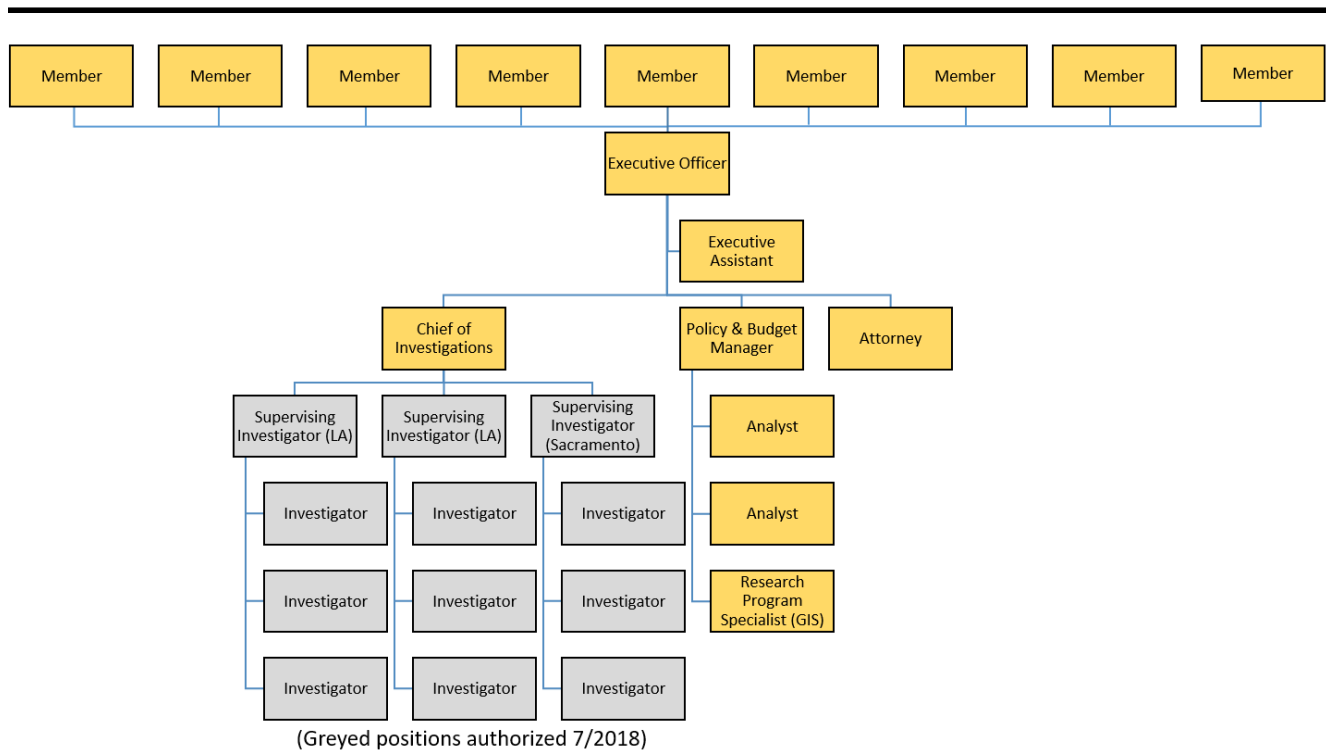 Member
Member
Member
Member
Member
Member
Member
Member
Member
Executive Officer
Executive
Assistant
Chief of
Investigations
Policy & Budget
Manager
Attorney
Supervising
Investigator (LA)
Supervising
Investigator (LA)
Supervising
Investigator
(Sacramento)
Analyst
Investigator
Investigator
Investigator
Analyst
Investigator
Investigator
Investigator
Research
Program
Specialist (GIS)
Investigator
Investigator
Investigator
(Greyed positions authorized 7/2018)